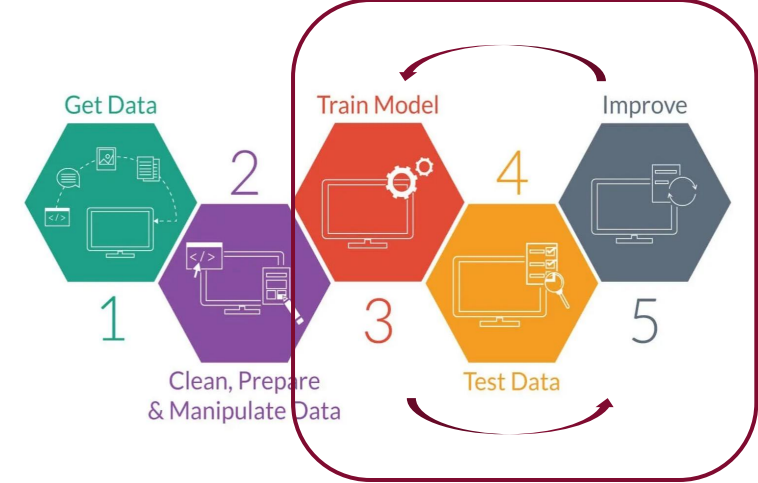 Get Data
1
2
Clean, Prepare
& Manipulate Data
Train Model
3
4
Test Data
Improve
5
</>
</>